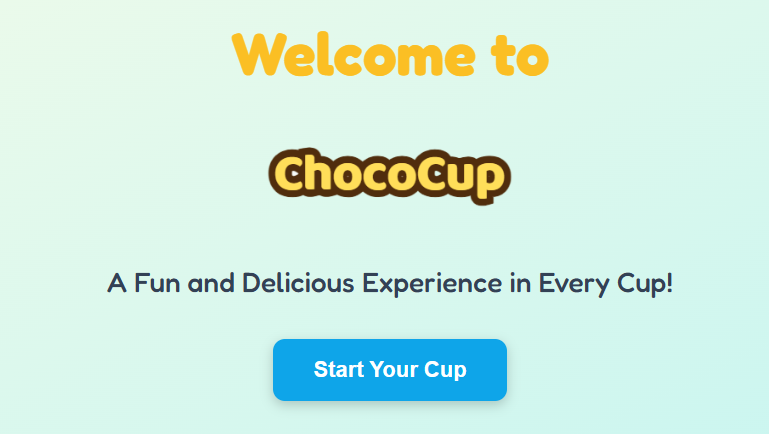 Welcome to
ChocoCup
A Fun and Delicious Experience in Every Cup!
Start Your Cup